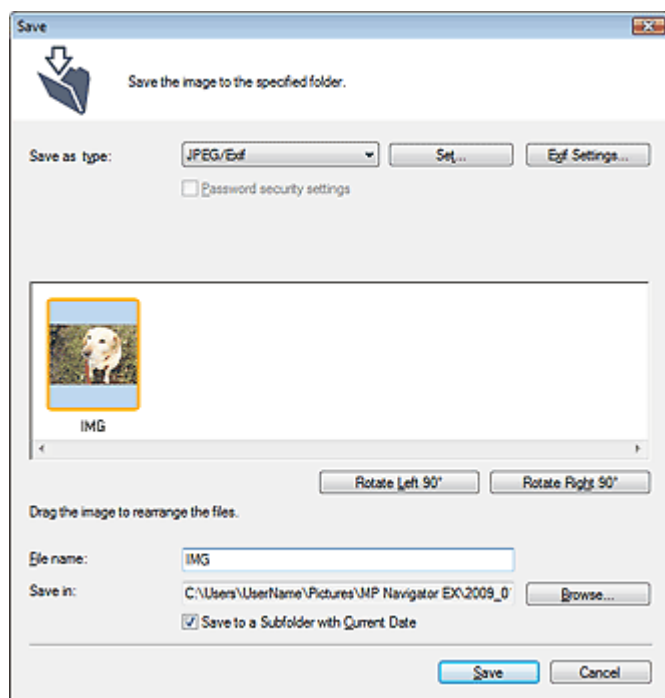 Save
Save the image to the specified folder.
Save as type: JPEG/Exif Set... Exif Settings...
Password security settings
IMG
Rotate Left 90° Rotate Right 90°
Drag the image to rearrange the files.
File name: IMG
Save in: C:\Users\UserName\Pictures\MP Navigator EX\2009_0 Browse...
Save to a Subfolder with Current Date
Save Cancel